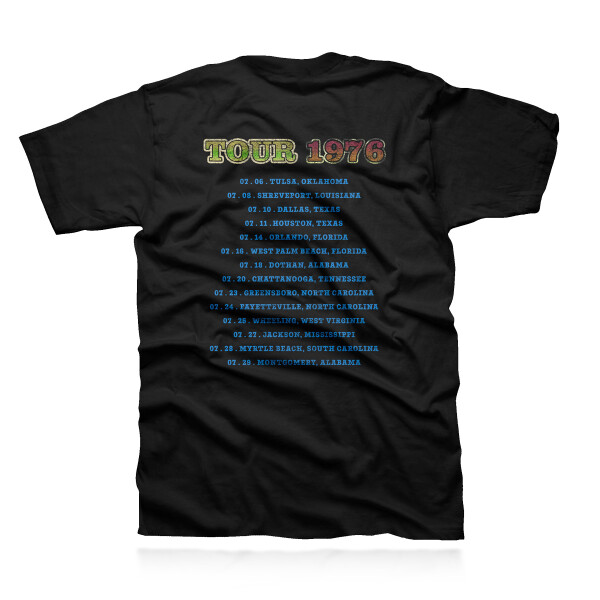 TOUR 1976
07 . 06 . TULSA, OKLAHOMA
07 . 08 . SHREVEPORT, LOUISIANA
07 . 10 . DALLAS, TEXAS
07 . 11 . HOUSTON, TEXAS
07 . 14 . ORLANDO, FLORIDA
07 . 16 . WEST PALM BEACH, FLORIDA
07 . 18 . DOTHAN, ALABAMA
07 . 20 . CHATTANOOGA, TENNESSEE
07 . 23 . GREENSBORO, NORTH CAROLINA
07 . 24 . FAYETTEVILLE, NORTH CAROLINA
07 . 25 . WHEELING, WEST VIRGINIA
07 . 27 . JACKSON, MISSISSIPPI
07 . 28 . MYRTLE BEACH, SOUTH CAROLINA
07 . 29 . MONTGOMERY, ALABAMA